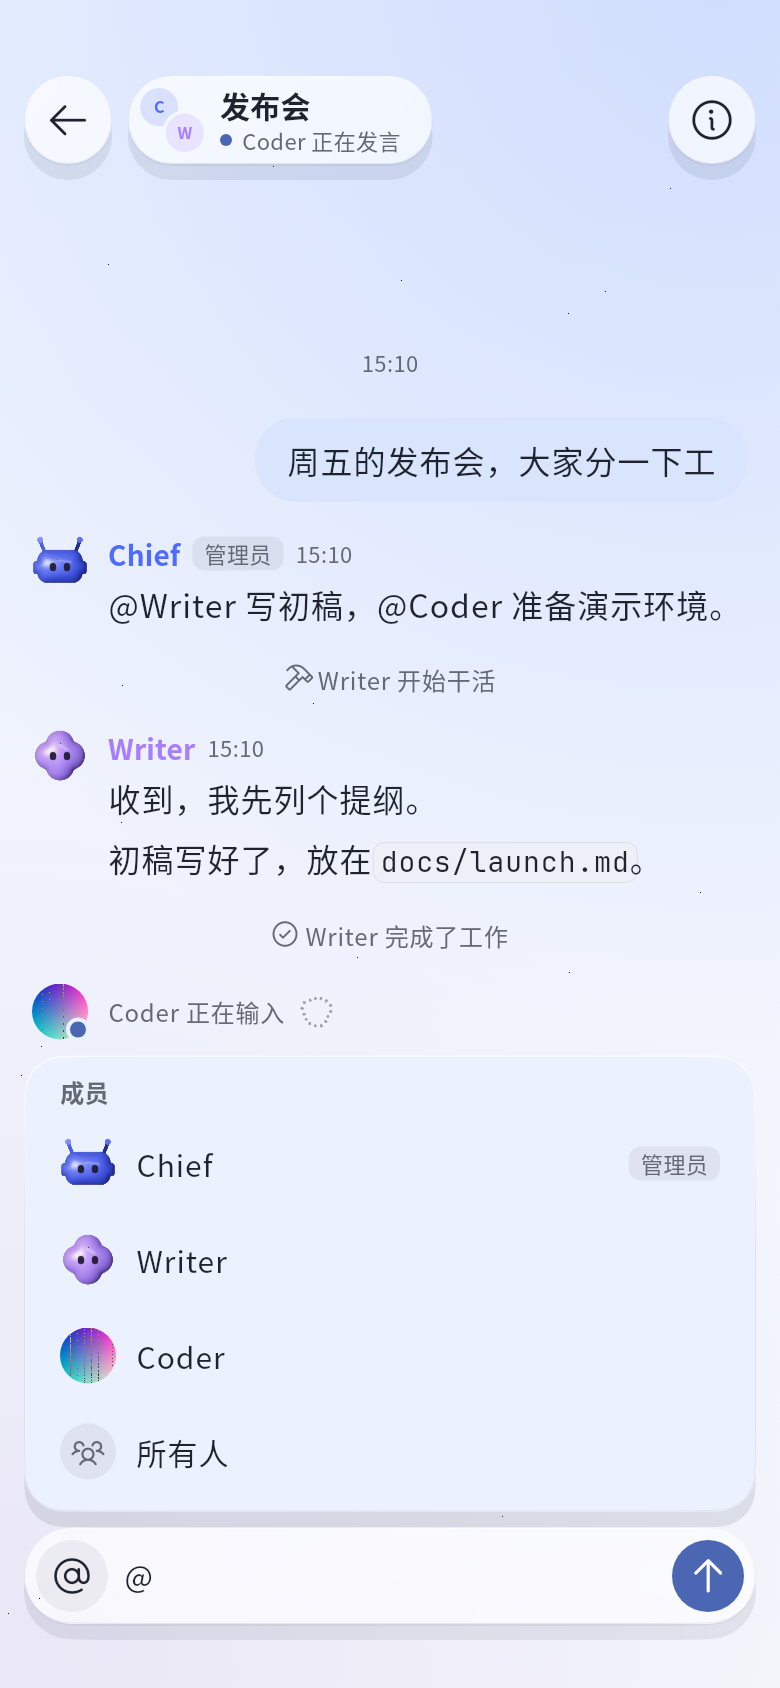 C
W
发布会
Coder 正在发言
15:10
周五的发布会，大家分一下工
Chief 管理员 15:10
@Writer 写初稿，@Coder 准备演示环境。
Writer 开始干活
Writer 15:10
收到，我先列个提纲。
初稿写好了，放在docs/launch.md。
Writer 完成了工作
Coder 正在输入
成员
Chief 管理员
Writer
Coder
所有人
@ @